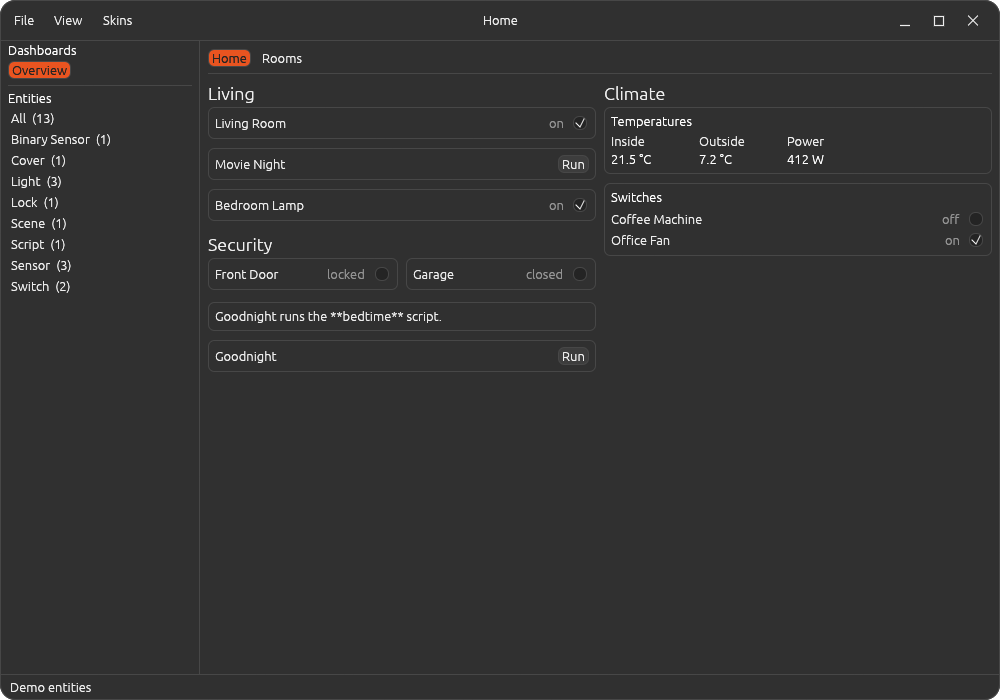 File View Skins
Home
Dashboards
Overview
Entities
All (13)
Binary Sensor (1)
Cover (1)
Light (3)
Lock (1)
Scene (1)
Script (1)
Sensor (3)
Switch (2)
Home Rooms
Living
Living Room on
Movie Night Run
Bedroom Lamp on
Security
Front Door locked
Garage closed
Goodnight runs the **bedtime** script.
Goodnight Run
Climate
Temperatures
Inside Outside Power
21.5 °C 7.2 °C 412 W
Switches
Coffee Machine off
Office Fan on
Demo entities